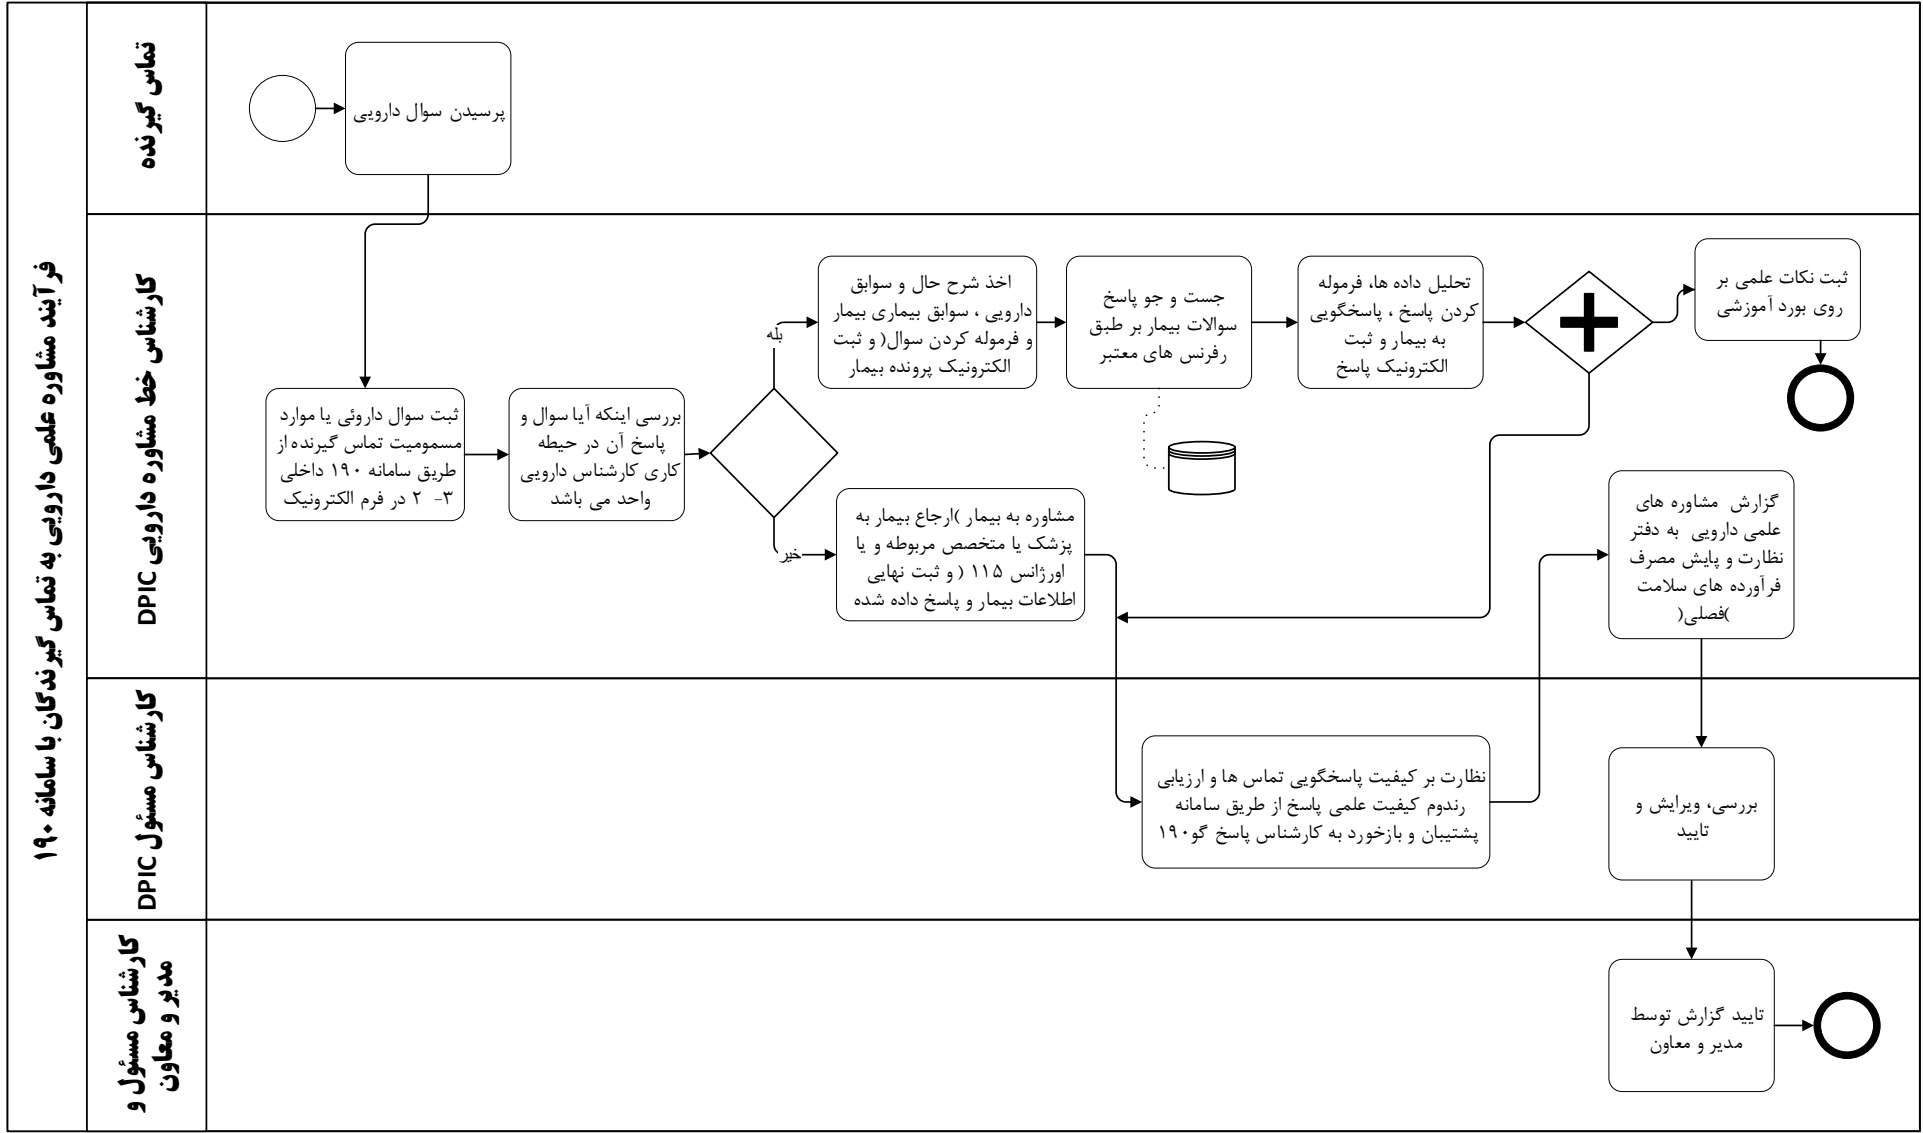 فرآیند مشاوره علمی دارویی به تماس گیرندگان با سامانه ۱۹۰
تماس گیرنده
پرسیدن سوال دارویی
کارشناس خط مشاوره دارویی DPIC
ثبت سوال داروئی یا موارد
مسمومیت تماس گیرنده از
طریق سامانه ۱۹۰ داخلی
۳- ۲ در فرم الکترونیک
بررسی اینکه آیا سوال و
پاسخ آن در حیطه
کاری کارشناس دارویی
واحد می باشد
بله
خیر
اخذ شرح حال و سوابق
دارویی ، سوابق بیماری بیمار
و فرموله کردن سوال( و ثبت
الکترونیک پرونده بیمار
جست و جو پاسخ
سوالات بیمار بر طبق
رفرنس های معتبر
تحلیل داده ها، فرموله
کردن پاسخ ، پاسخگویی
به بیمار و ثبت
الکترونیک پاسخ
ثبت نکات علمی بر
روی بورد آموزشی
مشاوره به بیمار )ارجاع بیمار به
پزشک یا متخصص مربوطه و یا
اورژانس ۱۱۵ ( و ثبت نهایی
اطلاعات بیمار و پاسخ داده شده
گزارش مشاوره های
علمی دارویی به دفتر
نظارت و پایش مصرف
فرآورده های سلامت
)فصلی(
کارشناس مسئول DPIC
نظارت بر کیفیت پاسخگویی تماس ها و ارزیابی
رندوم کیفیت علمی پاسخ از طریق سامانه
پشتیبان و بازخورد به کارشناس پاسخ گو۱۹۰
بررسی، ویرایش و
تایید
کارشناس مسئول و
مدیر و معاون
تایید گزارش توسط
مدیر و معاون